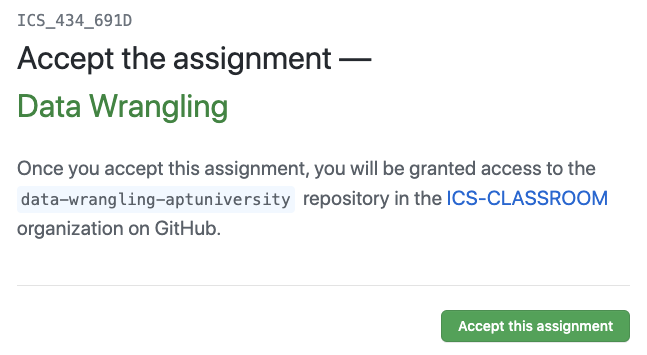 ICS_434_691D
Accept the assignment —
Data Wrangling
Once you accept this assignment, you will be granted access to the
data-wrangling-aptuniversity repository in the ICS-CLASSROOM
organization on GitHub.
Accept this assignment